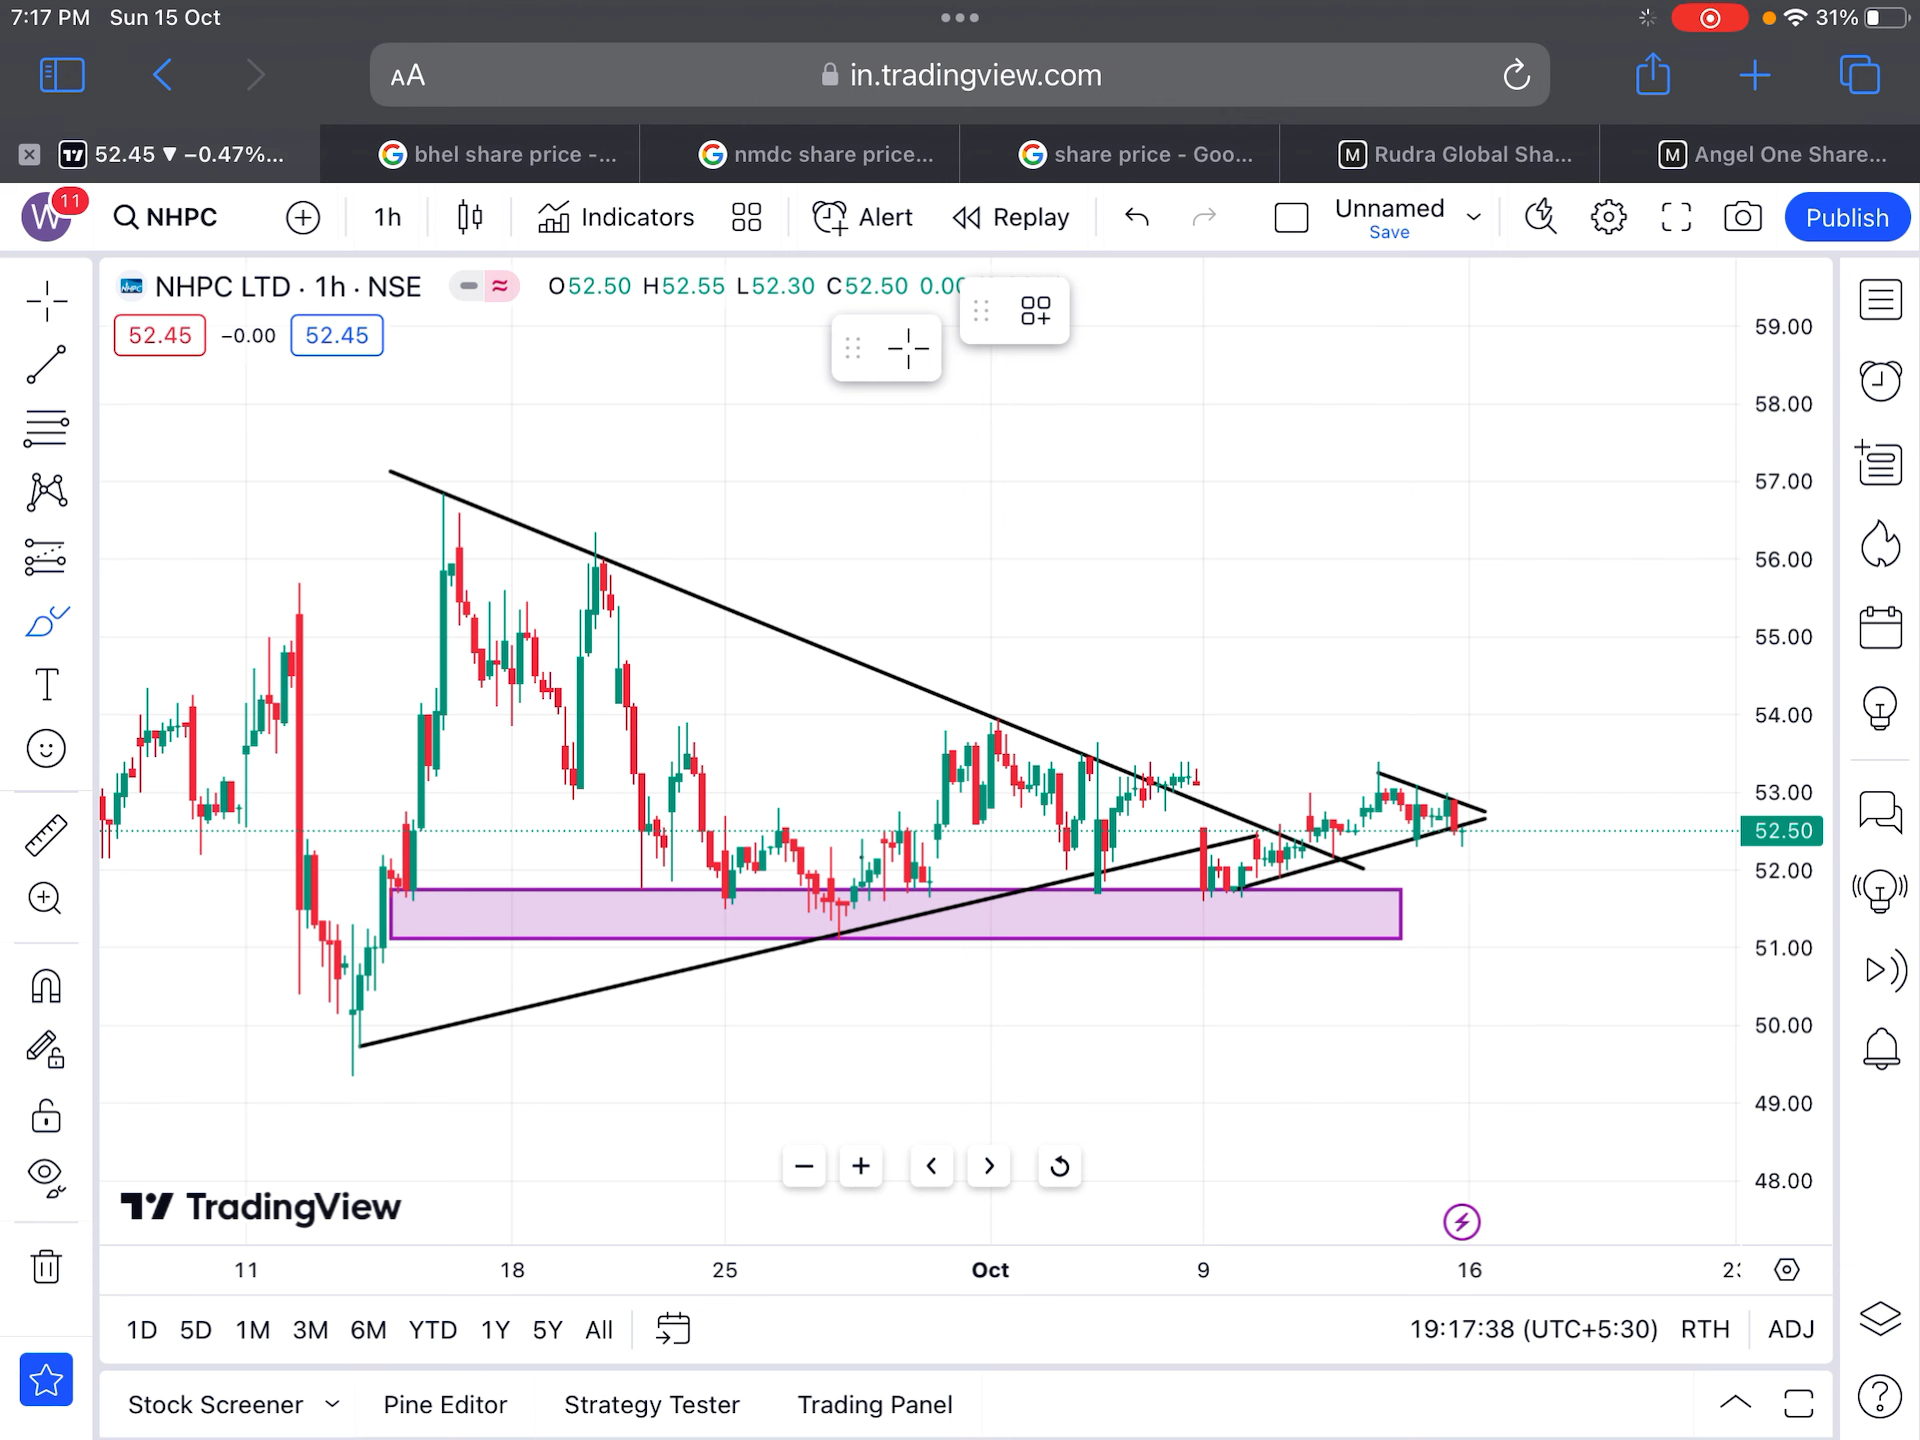 7:17 PM Sun 15 Oct
31%
AA in.tradingview.com
52.45 ▼ −0.47%...
bhel share price -...
nmdc share price...
share price - Goo...
M Rudra Global Sha...
M Angel One Share...
W 11 NHPC 1h Indicators Alert Replay Unnamed Publish
Save
NHPC LTD · 1h · NSE O52.50 H52.55 L52.30 C52.50 0.00
52.45 −0.00 52.45
59.00
58.00
57.00
56.00
55.00
54.00
53.00
52.50
52.00
51.00
50.00
49.00
48.00
TradingView
11 18 25 Oct 9 16
1D 5D 1M 3M 6M YTD 1Y 5Y All 19:17:38 (UTC+5:30) RTH ADJ
Stock Screener Pine Editor Strategy Tester Trading Panel